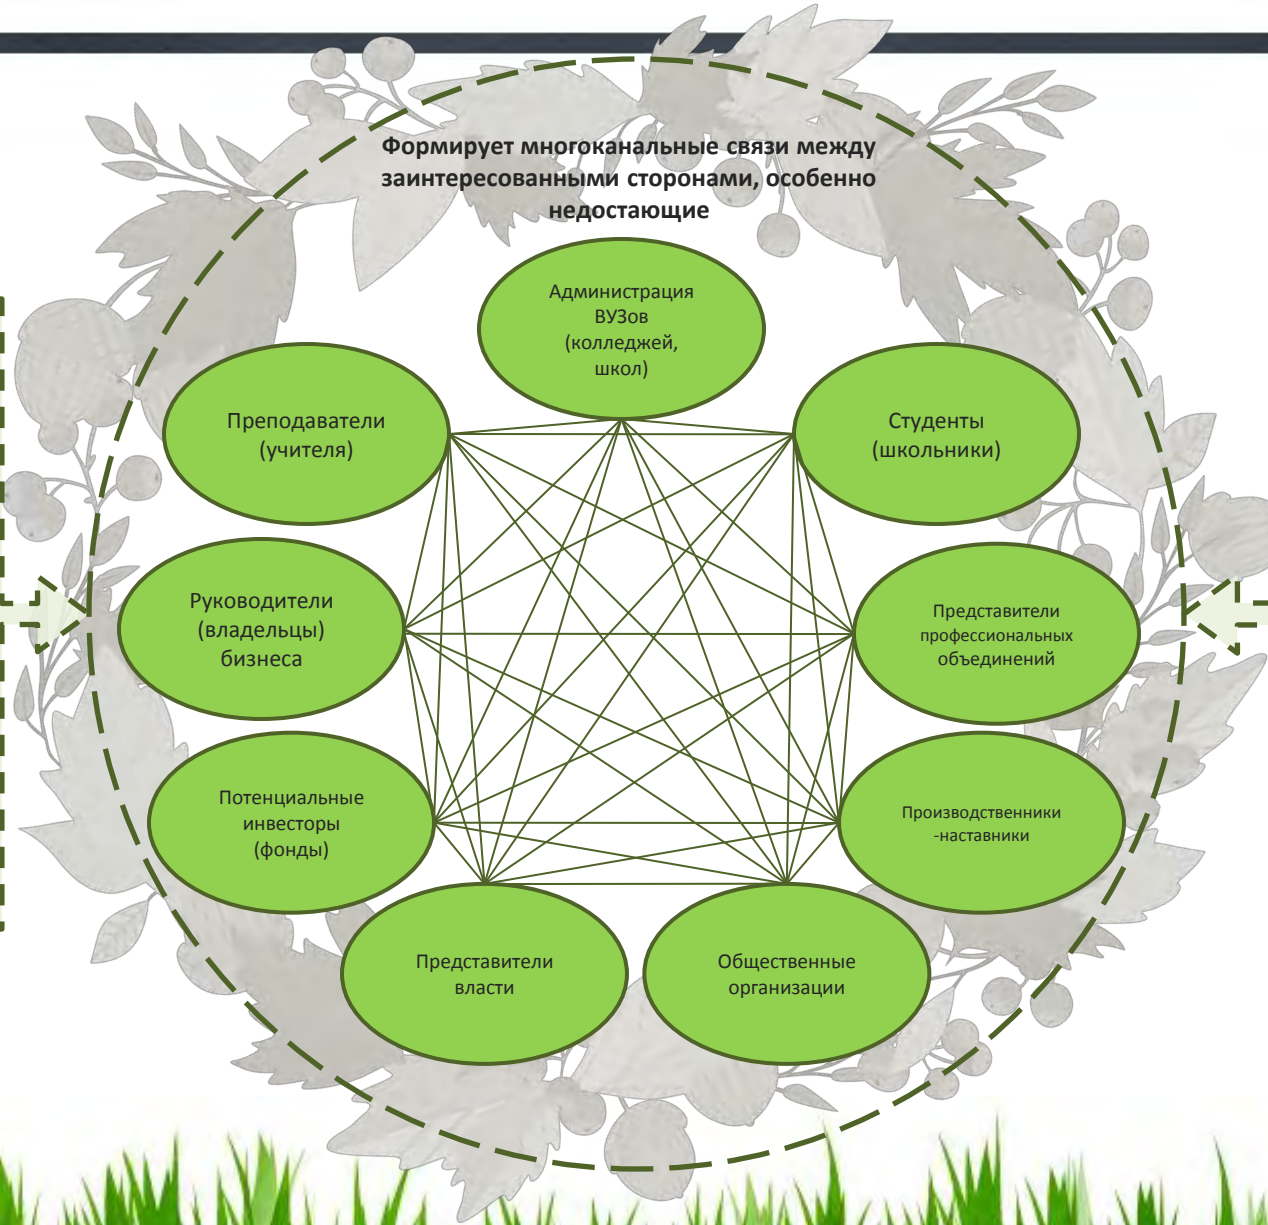 Формирует многоканальные связи между
заинтересованными сторонами, особенно
недостающие
Администрация
ВУЗов
(колледжей,
школ)
Преподаватели
(учителя)
Студенты
(школьники)
Руководители
(владельцы)
бизнеса
Представители
профессиональных
объединений
Потенциальные
инвесторы
(фонды)
Производственники
-наставники
Представители
власти
Общественные
организации